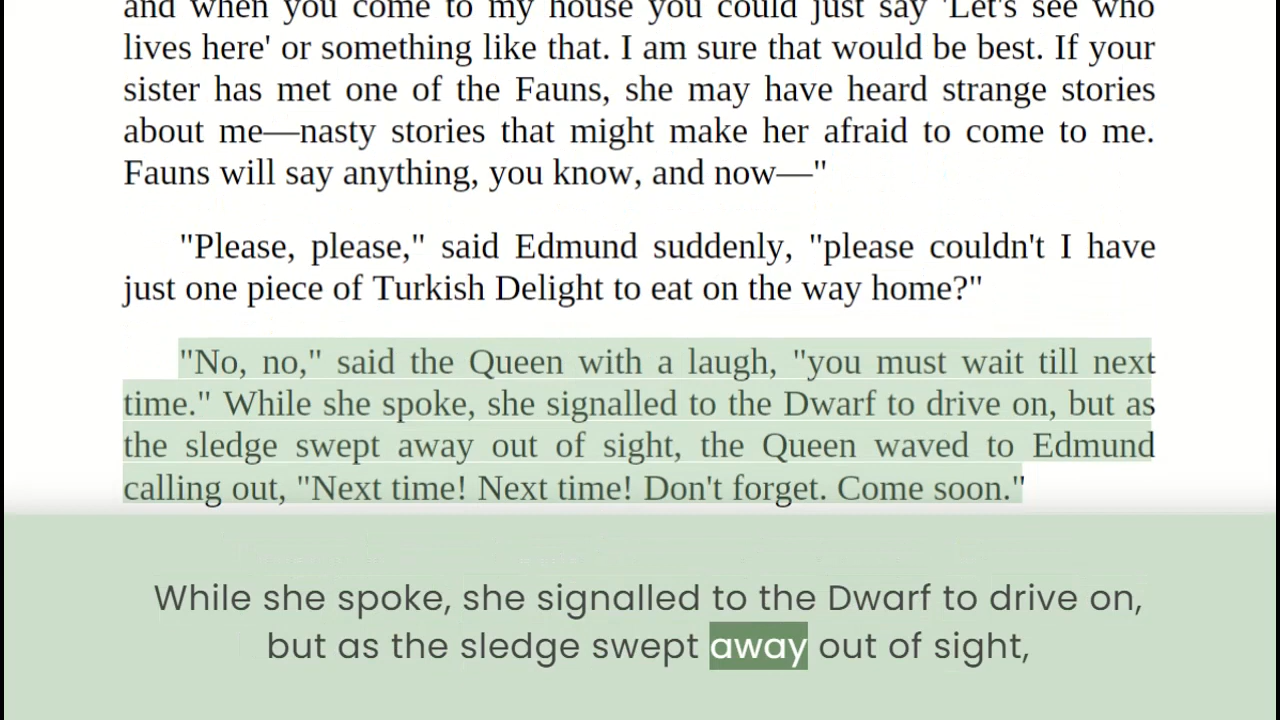 and when you come to my house you could just say 'Let's see who
lives here' or something like that. I am sure that would be best. If your
sister has met one of the Fauns, she may have heard strange stories
about me—nasty stories that might make her afraid to come to me.
Fauns will say anything, you know, and now—"
"Please, please," said Edmund suddenly, "please couldn't I have
just one piece of Turkish Delight to eat on the way home?"
"No, no," said the Queen with a laugh, "you must wait till next
time." While she spoke, she signalled to the Dwarf to drive on, but as
the sledge swept away out of sight, the Queen waved to Edmund
calling out, "Next time! Next time! Don't forget. Come soon."
While she spoke, she signalled to the Dwarf to drive on,
but as the sledge swept away out of sight,